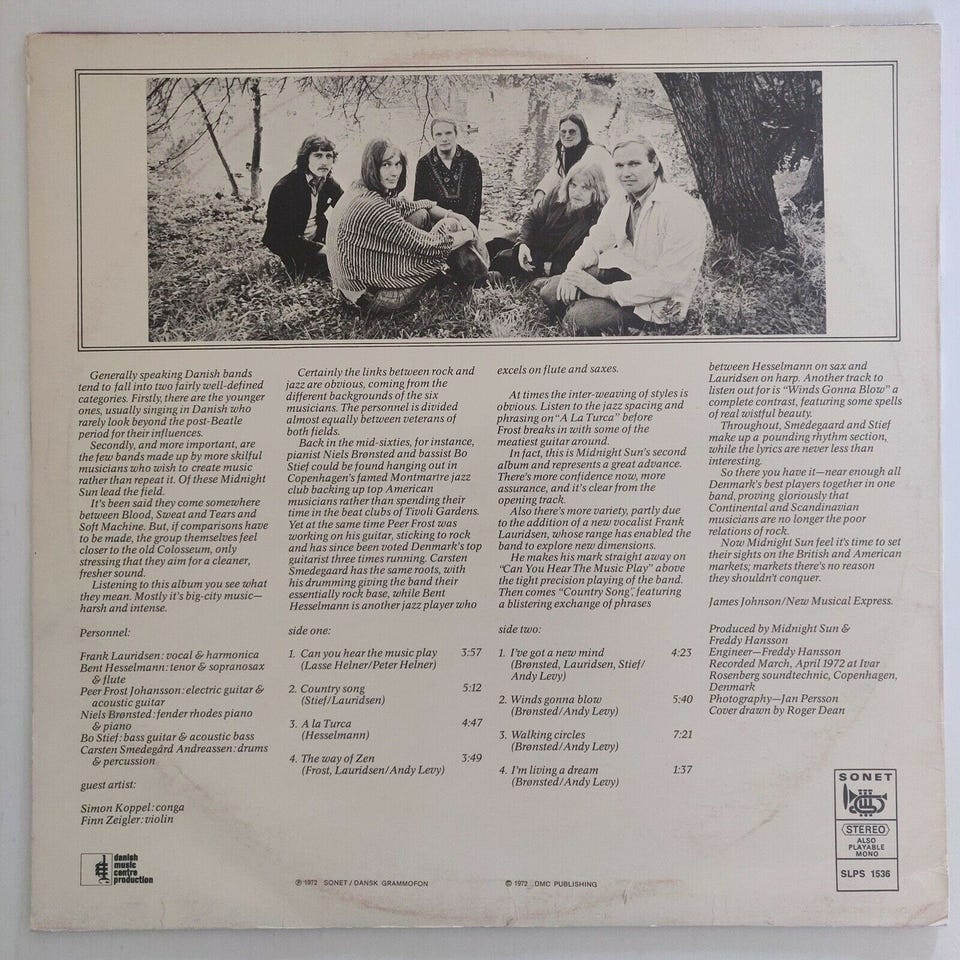 Generally speaking Danish bands
tend to fall into two fairly well-defined
categories. Firstly, there are the younger
ones, usually singing in Danish who
rarely look beyond the post-Beatle
period for their influences.
Secondly, and more important, are
the few bands made up by more skilful
musicians who wish to create music
rather than repeat it. Of these Midnight
Sun lead the field.
It's been said they come somewhere
between Blood, Sweat and Tears and
Soft Machine. But, if comparisons have
to be made, the group themselves feel
closer to the old Colosseum, only
stressing that they aim for a cleaner,
fresher sound.
Listening to this album you see what
they mean. Mostly it's big-city music—
harsh and intense.
Certainly the links between rock and
jazz are obvious, coming from the
different backgrounds of the six
musicians. The personnel is divided
almost equally between veterans of
both fields.
Back in the mid-sixties, for instance,
pianist Niels Brønsted and bassist Bo
Stief could be found hanging out in
Copenhagen's famed Montmartre jazz
club backing up top American
musicians rather than spending their
time in the beat clubs of Tivoli Gardens.
Yet at the same time Peer Frost was
working on his guitar, sticking to rock
and has since been voted Denmark's top
guitarist three times running. Carsten
Smedegaard has the same roots, with
his drumming giving the band their
essentially rock base, while Bent
Hesselmann is another jazz player who
excels on flute and saxes.
At times the inter-weaving of styles is
obvious. Listen to the jazz spacing and
phrasing on "A La Turca" before
Frost breaks in with some of the
meatiest guitar around.
In fact, this is Midnight Sun's second
album and represents a great advance.
There's more confidence now, more
assurance, and it's clear from the
opening track.
Also there's more variety, partly due
to the addition of a new vocalist Frank
Lauridsen, whose range has enabled the
band to explore new dimensions.
He makes his mark straight away on
"Can You Hear The Music Play" above
the tight precision playing of the band.
Then comes "Country Song", featuring
a blistering exchange of phrases
between Hesselmann on sax and
Lauridsen on harp. Another track to
listen out for is "Winds Gonna Blow" a
complete contrast, featuring some spells
of real wistful beauty.
Throughout, Smedegaard and Stief
make up a pounding rhythm section,
while the lyrics are never less than
interesting.
So there you have it—near enough all
Denmark's best players together in one
band, proving gloriously that
Continental and Scandinavian
musicians are no longer the poor
relations of rock.
Now Midnight Sun feel it's time to set
their sights on the British and American
markets; markets there's no reason
they shouldn't conquer.
James Johnson/New Musical Express.
Personnel:
Frank Lauridsen: vocal & harmonica
Bent Hesselmann: tenor & sopranosax
& flute
Peer Frost Johansson: electric guitar &
acoustic guitar
Niels Brønsted: fender rhodes piano
& piano
Bo Stief: bass guitar & acoustic bass
Carsten Smedegård Andreassen: drums
& percussion
guest artist:
Simon Koppel: conga
Finn Zeigler: violin
side one:
1. Can you hear the music play 3:57
(Lasse Helner/Peter Helner)
2. Country song 5:12
(Stief/Lauridsen)
3. A la Turca 4:47
(Hesselmann)
4. The way of Zen 3:49
(Frost, Lauridsen/Andy Levy)
side two:
1. I've got a new mind 4:23
(Brønsted, Lauridsen, Stief/
Andy Levy)
2. Winds gonna blow 5:40
(Brønsted/Andy Levy)
3. Walking circles 7:21
(Brønsted/Andy Levy)
4. I'm living a dream 1:37
(Brønsted/Andy Levy)
Produced by Midnight Sun &
Freddy Hansson
Engineer—Freddy Hansson
Recorded March, April 1972 at Ivar
Rosenberg soundtechnic, Copenhagen,
Denmark
Photography—Jan Persson
Cover drawn by Roger Dean
SONET
STEREO
ALSO
PLAYABLE
MONO
SLPS 1536
danish
music
centre
production
℗ 1972 SONET / DANSK GRAMMOFON
© 1972 DMC PUBLISHING